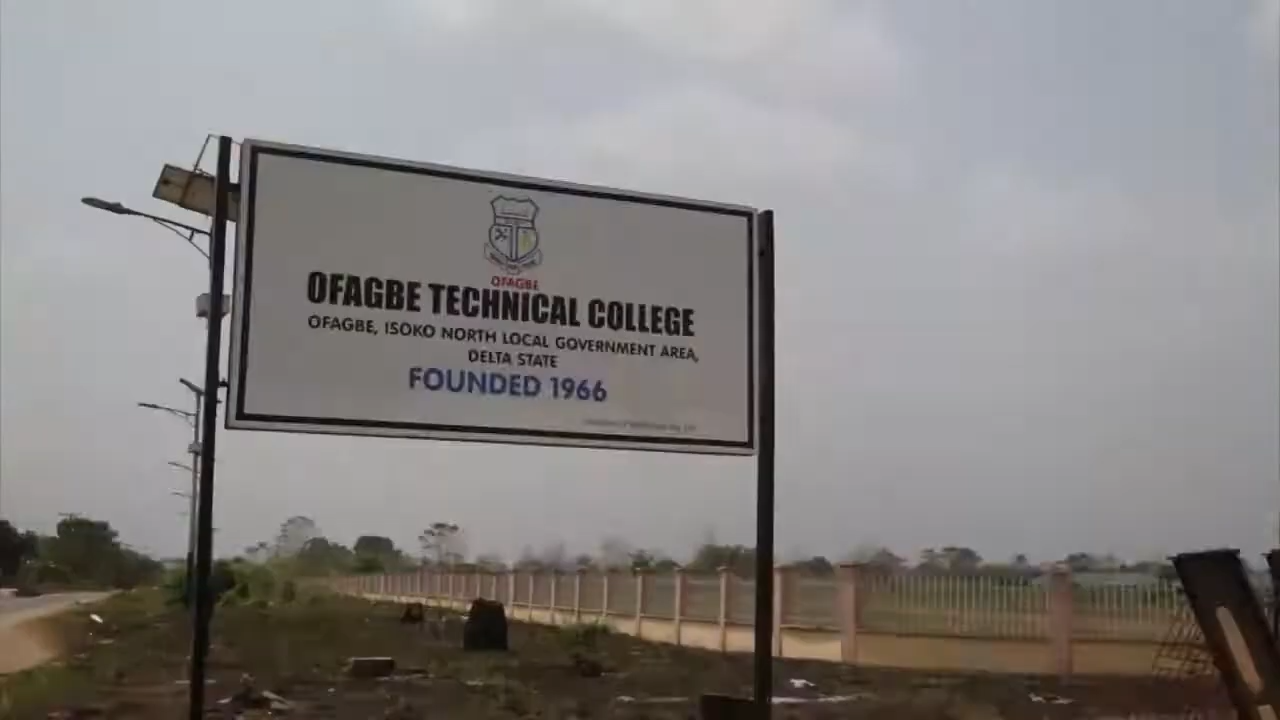 OFAGBE
OFAGBE TECHNICAL COLLEGE
OFAGBE, ISOKO NORTH LOCAL GOVERNMENT AREA,
DELTA STATE
FOUNDED 1966